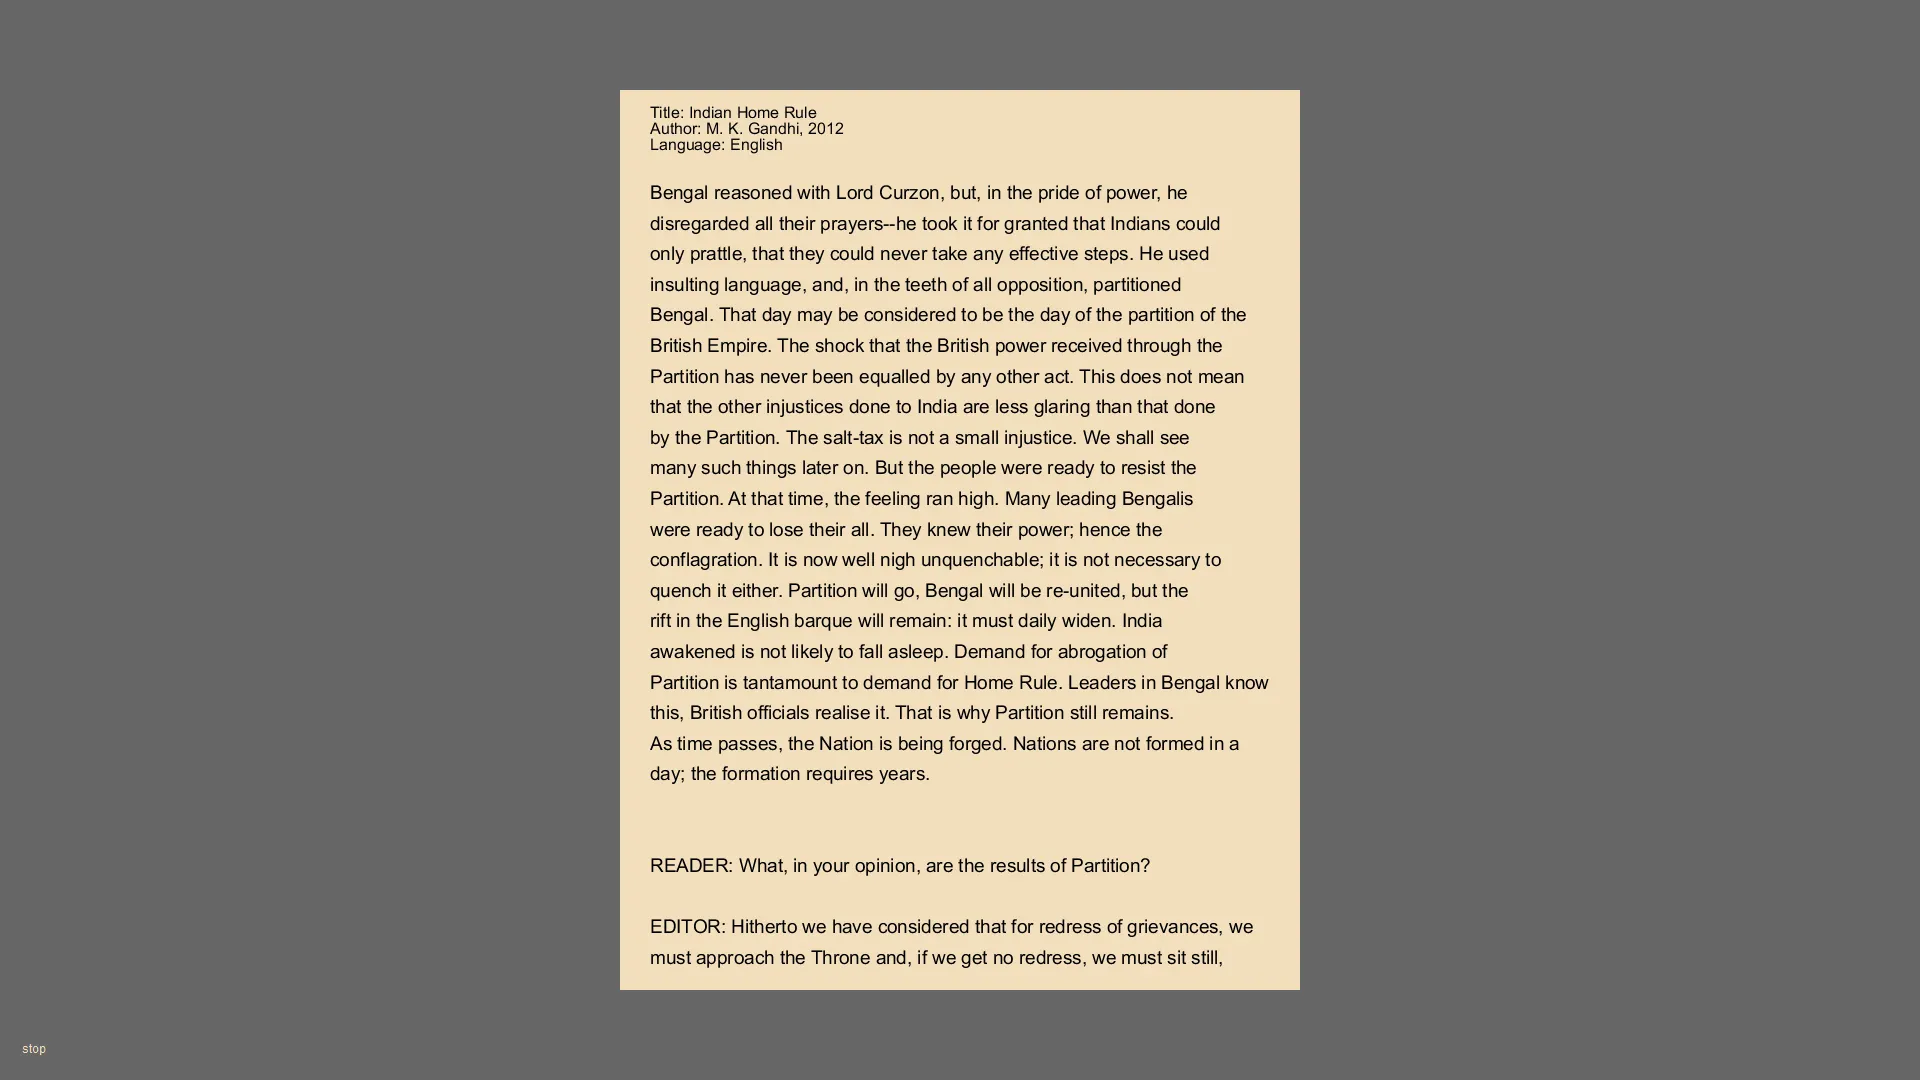 Title: Indian Home Rule
Author: M. K. Gandhi, 2012
Language: English
Bengal reasoned with Lord Curzon, but, in the pride of power, he
disregarded all their prayers--he took it for granted that Indians could
only prattle, that they could never take any effective steps. He used
insulting language, and, in the teeth of all opposition, partitioned
Bengal. That day may be considered to be the day of the partition of the
British Empire. The shock that the British power received through the
Partition has never been equalled by any other act. This does not mean
that the other injustices done to India are less glaring than that done
by the Partition. The salt-tax is not a small injustice. We shall see
many such things later on. But the people were ready to resist the
Partition. At that time, the feeling ran high. Many leading Bengalis
were ready to lose their all. They knew their power; hence the
conflagration. It is now well nigh unquenchable; it is not necessary to
quench it either. Partition will go, Bengal will be re-united, but the
rift in the English barque will remain: it must daily widen. India
awakened is not likely to fall asleep. Demand for abrogation of
Partition is tantamount to demand for Home Rule. Leaders in Bengal know
this, British officials realise it. That is why Partition still remains.
As time passes, the Nation is being forged. Nations are not formed in a
day; the formation requires years.
READER: What, in your opinion, are the results of Partition?
EDITOR: Hitherto we have considered that for redress of grievances, we
must approach the Throne and, if we get no redress, we must sit still,
stop